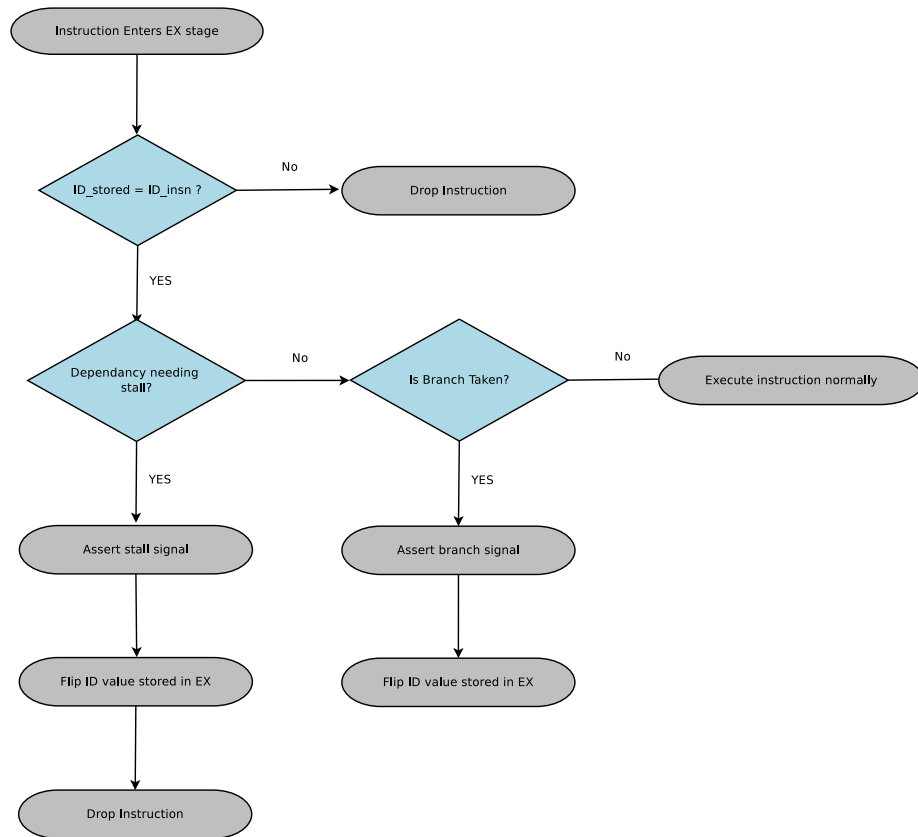 Instruction Enters EX stage
ID_stored = ID_insn ?
No
Drop Instruction
YES
Dependancy needing
stall?
No
Is Branch Taken?
No
Execute instruction normally
YES
YES
Assert stall signal
Assert branch signal
Flip ID value stored in EX
Flip ID value stored in EX
Drop Instruction